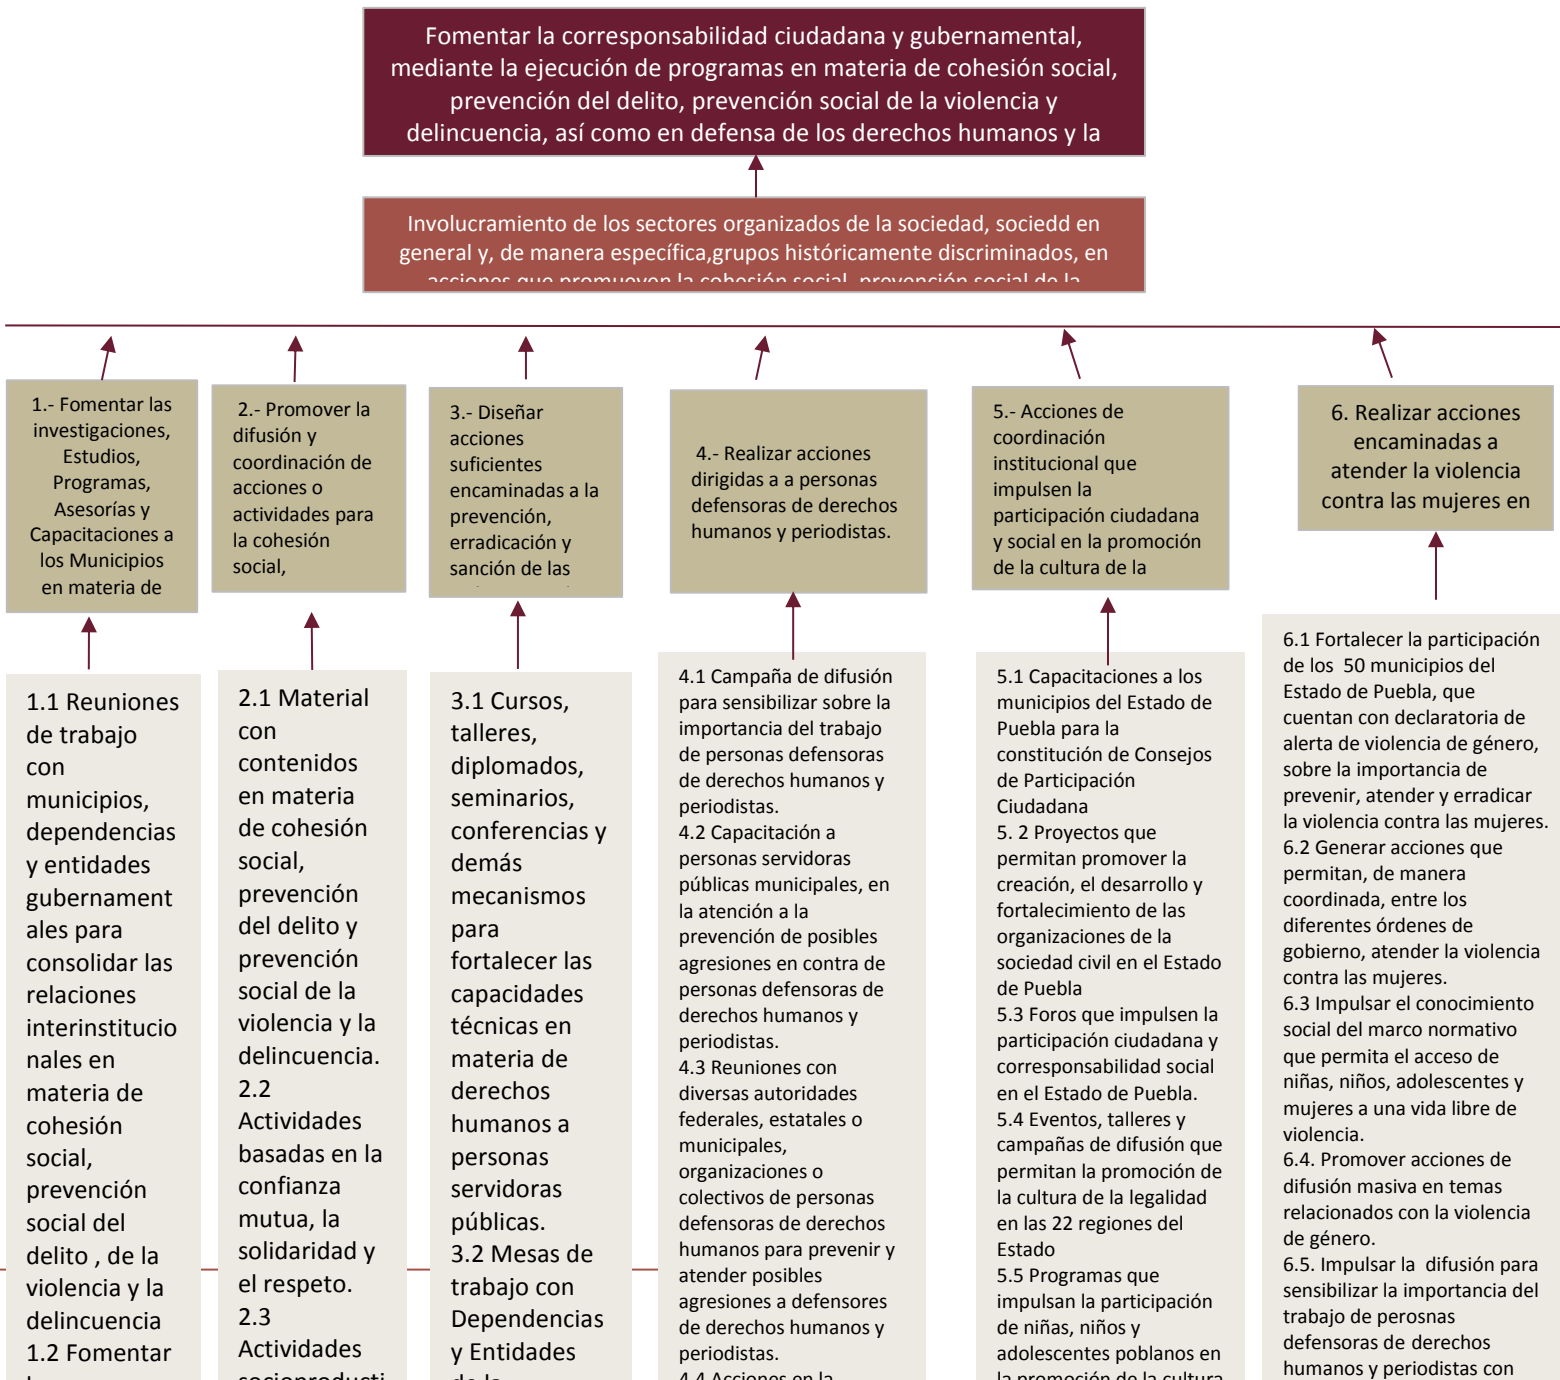 Fomentar la corresponsabilidad ciudadana y gubernamental,
mediante la ejecución de programas en materia de cohesión social,
prevención del delito, prevención social de la violencia y
delincuencia, así como en defensa de los derechos humanos y la
Involucramiento de los sectores organizados de la sociedad, sociedd en
general y, de manera específica,grupos históricamente discriminados, en
acciones que promueven la cohesión social, prevención social de la
1.- Fomentar las
investigaciones,
Estudios,
Programas,
Asesorías y
Capacitaciones a
los Municipios
en materia de
2.- Promover la
difusión y
coordinación de
acciones o
actividades para
la cohesión
social,
3.- Diseñar
acciones
suficientes
encaminadas a la
prevención,
erradicación y
sanción de las
4.- Realizar acciones
dirigidas a a personas
defensoras de derechos
humanos y periodistas.
5.- Acciones de
coordinación
institucional que
impulsen la
participación ciudadana
y social en la promoción
de la cultura de la
6. Realizar acciones
encaminadas a
atender la violencia
contra las mujeres en
1.1 Reuniones
de trabajo
con
municipios,
dependencias
y entidades
gubernament
ales para
consolidar las
relaciones
interinstitucio
nales en
materia de
cohesión
social,
prevención
social del
delito , de la
violencia y la
delincuencia
1.2 Fomentar
2.1 Material
con
contenidos
en materia
de cohesión
social,
prevención
del delito y
prevención
social de la
violencia y la
delincuencia.
2.2
Actividades
basadas en la
confianza
mutua, la
solidaridad y
el respeto.
2.3
Actividades
socioproducti
3.1 Cursos,
talleres,
diplomados,
seminarios,
conferencias y
demás
mecanismos
para
fortalecer las
capacidades
técnicas en
materia de
derechos
humanos a
personas
servidoras
públicas.
3.2 Mesas de
trabajo con
Dependencias
y Entidades
de la
4.1 Campaña de difusión
para sensibilizar sobre la
importancia del trabajo
de personas defensoras
de derechos humanos y
periodistas.
4.2 Capacitación a
personas servidoras
públicas municipales, en
la atención a la
prevención de posibles
agresiones en contra de
personas defensoras de
derechos humanos y
periodistas.
4.3 Reuniones con
diversas autoridades
federales, estatales o
municipales,
organizaciones o
colectivos de personas
defensoras de derechos
humanos para prevenir y
atender posibles
agresiones a defensores
de derechos humanos y
periodistas.
4.4 Acciones en la
5.1 Capacitaciones a los
municipios del Estado de
Puebla para la
constitución de Consejos
de Participación
Ciudadana
5. 2 Proyectos que
permitan promover la
creación, el desarrollo y
fortalecimiento de las
organizaciones de la
sociedad civil en el Estado
de Puebla
5.3 Foros que impulsen la
participación ciudadana y
corresponsabilidad social
en el Estado de Puebla.
5.4 Eventos, talleres y
campañas de difusión que
permitan la promoción de
la cultura de la legalidad
en las 22 regiones del
Estado
5.5 Programas que
impulsan la participación
de niñas, niños y
adolescentes poblanos en
la promoción de la cultura
6.1 Fortalecer la participación
de los  50 municipios del
Estado de Puebla, que
cuentan con declaratoria de
alerta de violencia de género,
sobre la importancia de
prevenir, atender y erradicar
la violencia contra las mujeres.
6.2 Generar acciones que
permitan, de manera
coordinada, entre los
diferentes órdenes de
gobierno, atender la violencia
contra las mujeres.
6.3 Impulsar el conocimiento
social del marco normativo
que permita el acceso de
niñas, niños, adolescentes y
mujeres a una vida libre de
violencia.
6.4. Promover acciones de
difusión masiva en temas
relacionados con la violencia
de género.
6.5. Impulsar la  difusión para
sensibilizar la importancia del
trabajo de perosnas
defensoras de derechos
humanos y periodistas con